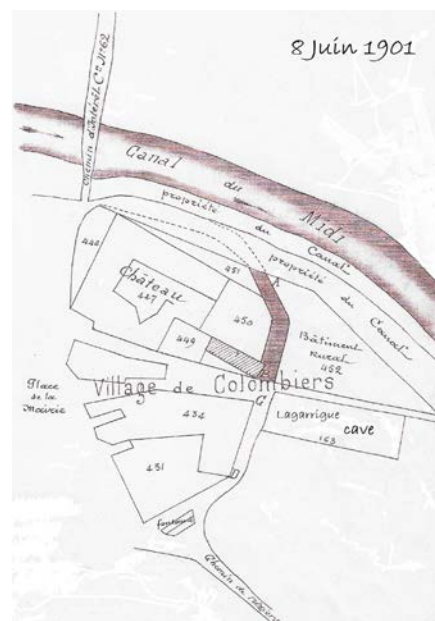 8 Juin 1901
Chemin d'Intérêt Cⁿ N°62
Canal
du
Midi
propriété
du
Canal
propriété
du
Canal
448
Château
447
451
A
450
449
Bâtiment
Rural
452
Place
de la
Mairie
Village de Colombiers
G
434
Lagarrigue
cave
153
431
D
fontaine
Chemin de